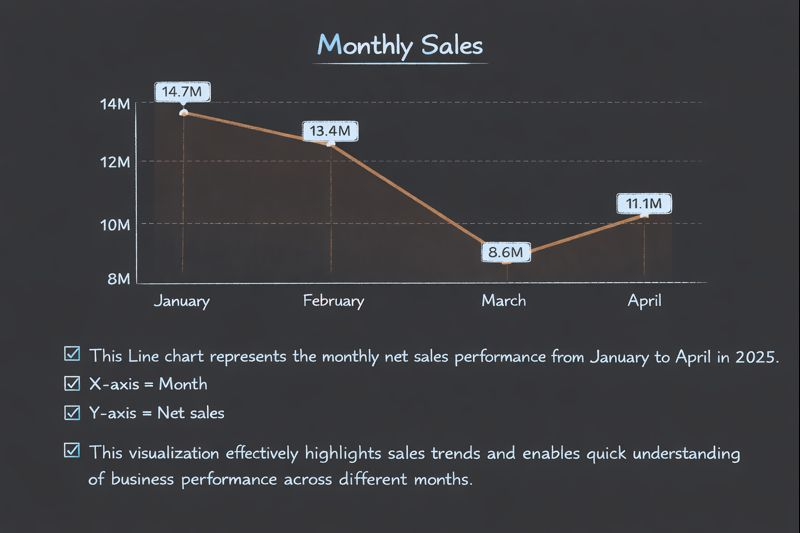 Monthly Sales
14.7M
14M
13.4M
12M
11.1M
10M
8.6M
8M
January February March April
This Line chart represents the monthly net sales performance from January to April in 2025.
X-axis = Month
Y-axis = Net sales
This visualization effectively highlights sales trends and enables quick understanding
of business performance across different months.